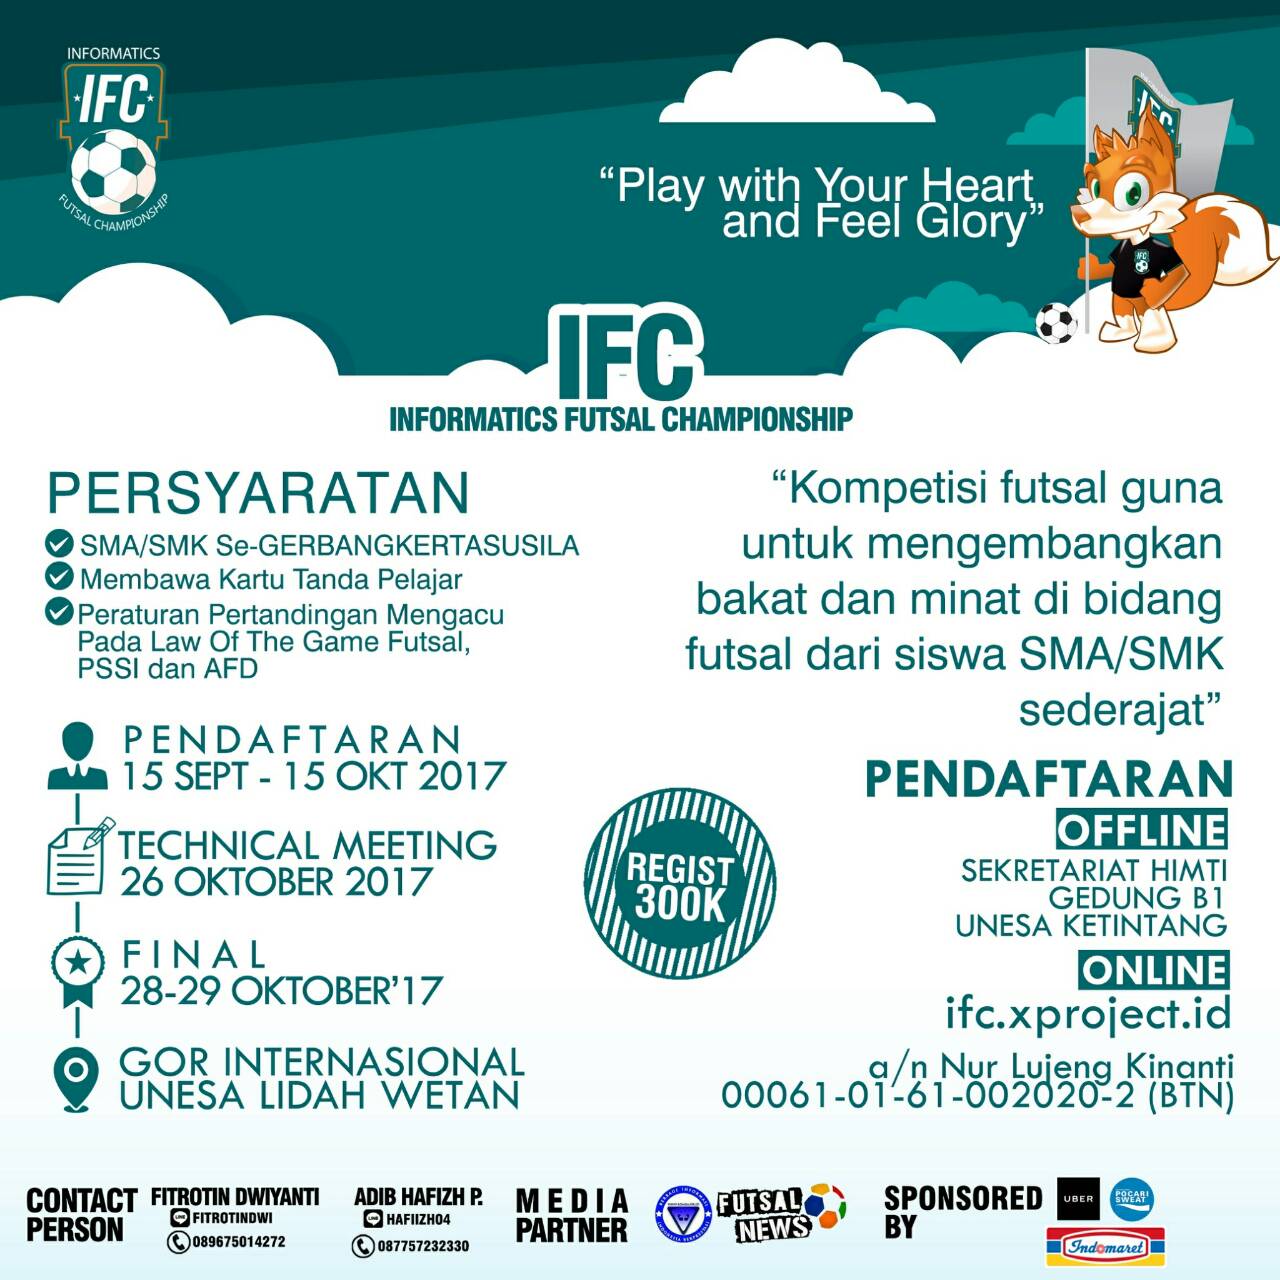 INFORMATICS
IFC
FUTSAL CHAMPIONSHIP
IFC
IFC
"Play with Your Heart
and Feel Glory"
IFC
INFORMATICS FUTSAL CHAMPIONSHIP
PERSYARATAN
SMA/SMK Se-GERBANGKERTASUSILA
Membawa Kartu Tanda Pelajar
Peraturan Pertandingan Mengacu
Pada Law Of The Game Futsal,
PSSI dan AFD
"Kompetisi futsal guna
untuk mengembangkan
bakat dan minat di bidang
futsal dari siswa SMA/SMK
sederajat"
PENDAFTARAN
15 SEPT - 15 OKT 2017
TECHNICAL MEETING
26 OKTOBER 2017
FINAL
28-29 OKTOBER'17
GOR INTERNASIONAL
UNESA LIDAH WETAN
REGIST
300K
PENDAFTARAN
OFFLINE
SEKRETARIAT HIMTI
GEDUNG B1
UNESA KETINTANG
ONLINE
ifc.xproject.id
a/n Nur Lujeng Kinanti
00061-01-61-002020-2 (BTN)
CONTACT
PERSON
FITROTIN DWIYANTI
FITROTINDWI
089675014272
ADIB HAFIZH P.
HAFIIZH04
087757232330
MEDIA
PARTNER
FUTSAL
NEWS
SPONSORED
BY
UBER
POCARI
SWEAT
Indomaret